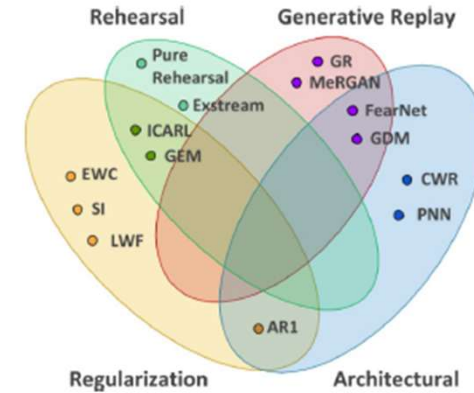 Rehearsal
Generative Replay
Pure
Rehearsal
GR
MeRGAN
Exstream
FearNet
ICARL
GDM
GEM
EWC
CWR
SI
PNN
LWF
AR1
Regularization
Architectural